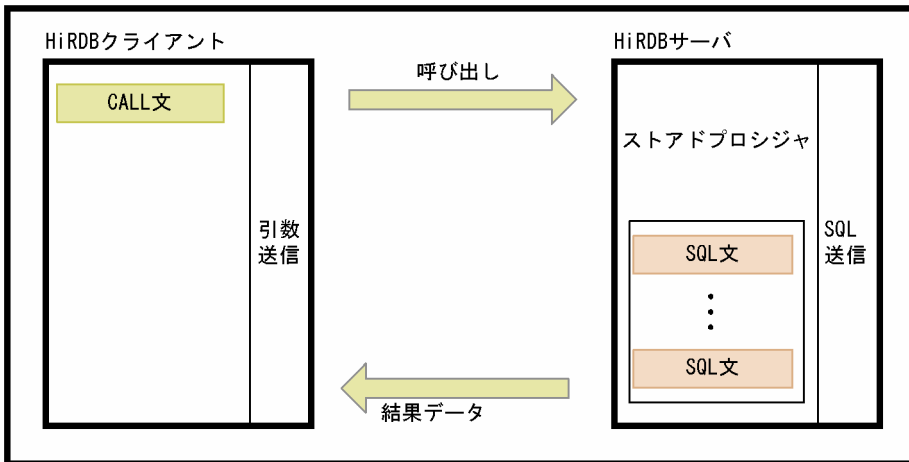 HiRDBクライアント
CALL文
引数
送信
呼び出し
結果データ
HiRDBサーバ
ストアドプロシジャ
SQL文
SQL文
SQL
送信